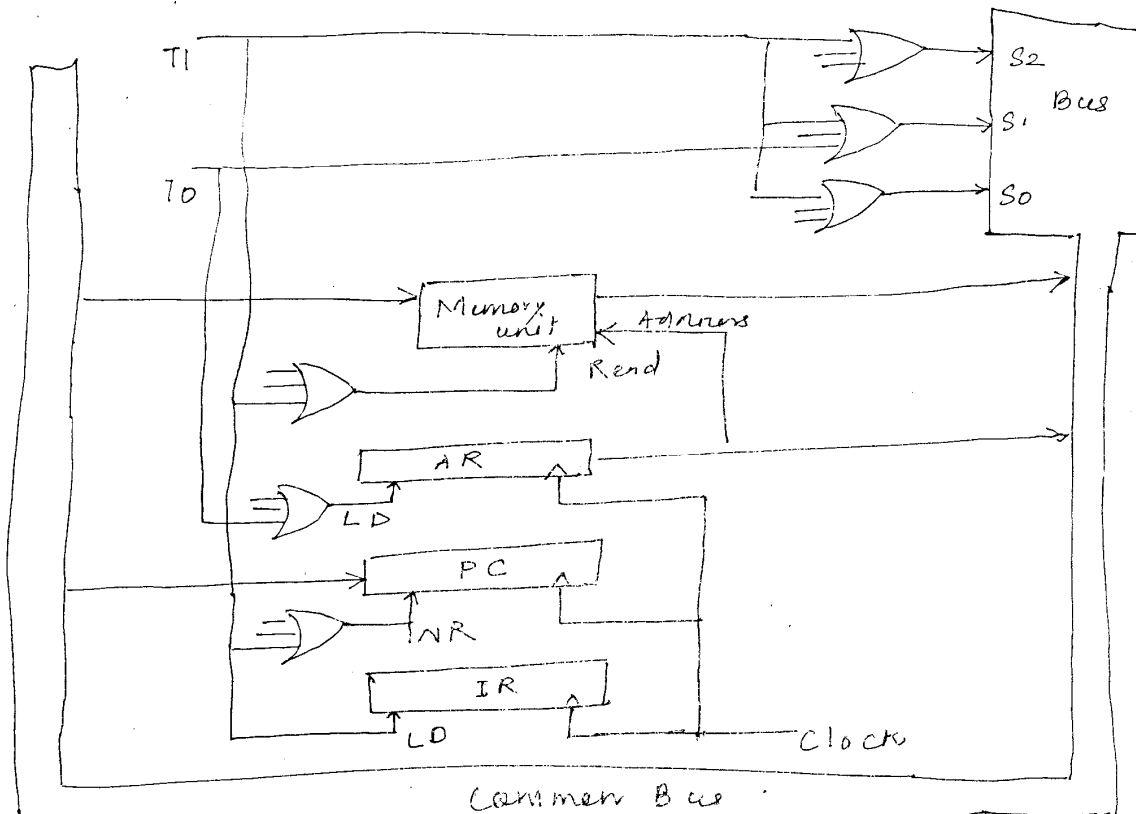 T1
S2
Bus
S1
T0
S0
Memory
unit
Address
Read
AR
LD
PC
INR
IR
LD
Clock
Common Bus